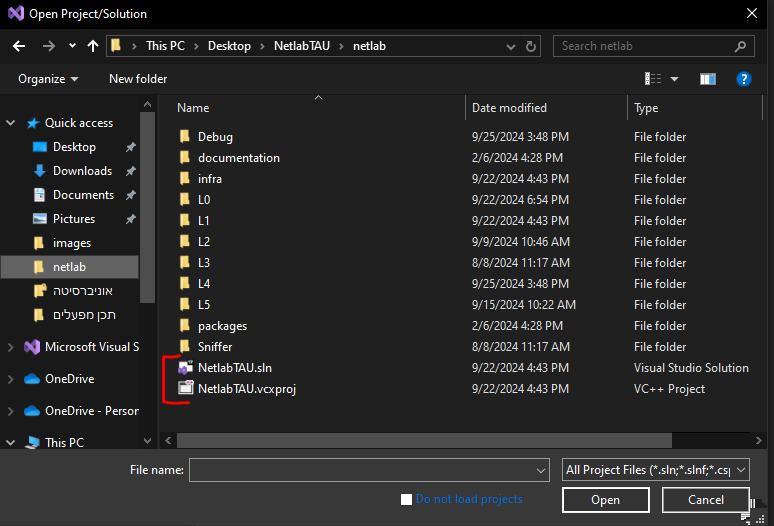 Open Project/Solution
This PC > Desktop > NetlabTAU > netlab
Search netlab
Organize
New folder
Name
Date modified
Type
Quick access
Desktop
Downloads
Documents
Pictures
images
netlab
אוניברסיטה
תכן מפעלים
Microsoft Visual S
OneDrive
OneDrive - Person
This PC
Debug 9/25/2024 3:48 PM File folder
documentation 2/6/2024 4:28 PM File folder
infra 9/22/2024 4:43 PM File folder
L0 9/22/2024 6:54 PM File folder
L1 9/22/2024 4:43 PM File folder
L2 9/9/2024 10:46 AM File folder
L3 8/8/2024 11:17 AM File folder
L4 9/25/2024 3:48 PM File folder
L5 9/15/2024 10:22 AM File folder
packages 2/6/2024 4:28 PM File folder
Sniffer 8/8/2024 11:17 AM File folder
NetlabTAU.sln 9/22/2024 4:43 PM Visual Studio Solution
NetlabTAU.vcxproj 9/22/2024 4:43 PM VC++ Project
File name:
All Project Files (*.sln;*.slnf;*.csp
Do not load projects
Open
Cancel